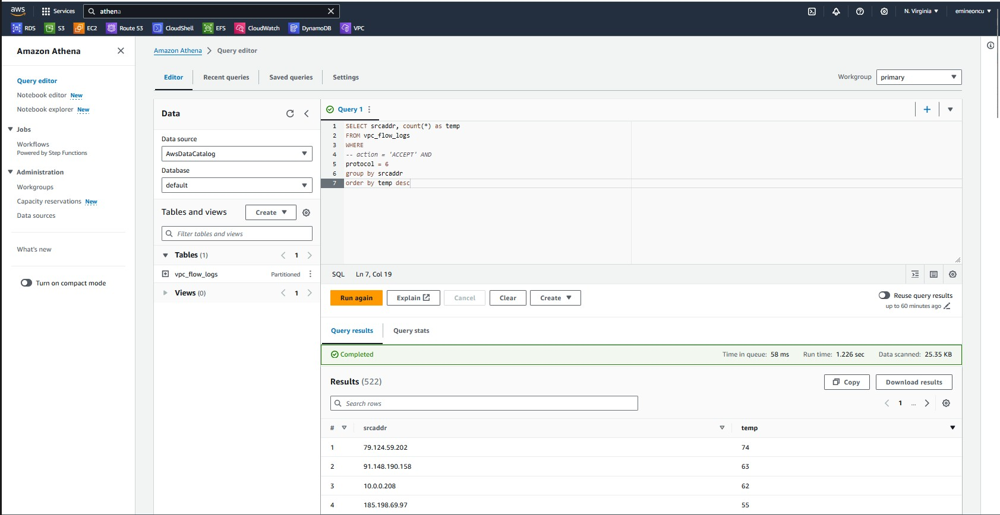 aws
Services
athena
N. Virginia
emineoncu
RDS
S3
EC2
Route 53
CloudShell
EFS
CloudWatch
DynamoDB
VPC
Amazon Athena
Query editor
Notebook editor New
Notebook explorer New
Jobs
Workflows
Powered by Step Functions
Administration
Workgroups
Capacity reservations New
Data sources
What's new
Turn on compact mode
Amazon Athena
Query editor
Editor
Recent queries
Saved queries
Settings
Workgroup
primary
Data
Data source
AwsDataCatalog
Database
default
Tables and views
Create
Filter tables and views
Tables (1)
1
vpc_flow_logs
Partitioned
Views (0)
1
Query 1
1 SELECT srcaddr, count(*) as temp
2 FROM vpc_flow_logs
3 WHERE
4 -- action = 'ACCEPT' AND
5 protocol = 6
6 group by srcaddr
7 order by temp desc
SQL
Ln 7, Col 19
Run again
Explain
Cancel
Clear
Create
Reuse query results
up to 60 minutes ago
Query results
Query stats
Completed
Time in queue: 58 ms
Run time: 1.226 sec
Data scanned: 25.35 KB
Results (522)
Copy
Download results
Search rows
1
...
# srcaddr temp
1 79.124.59.202 74
2 91.148.190.158 63
3 10.0.0.208 62
4 185.198.69.97 55